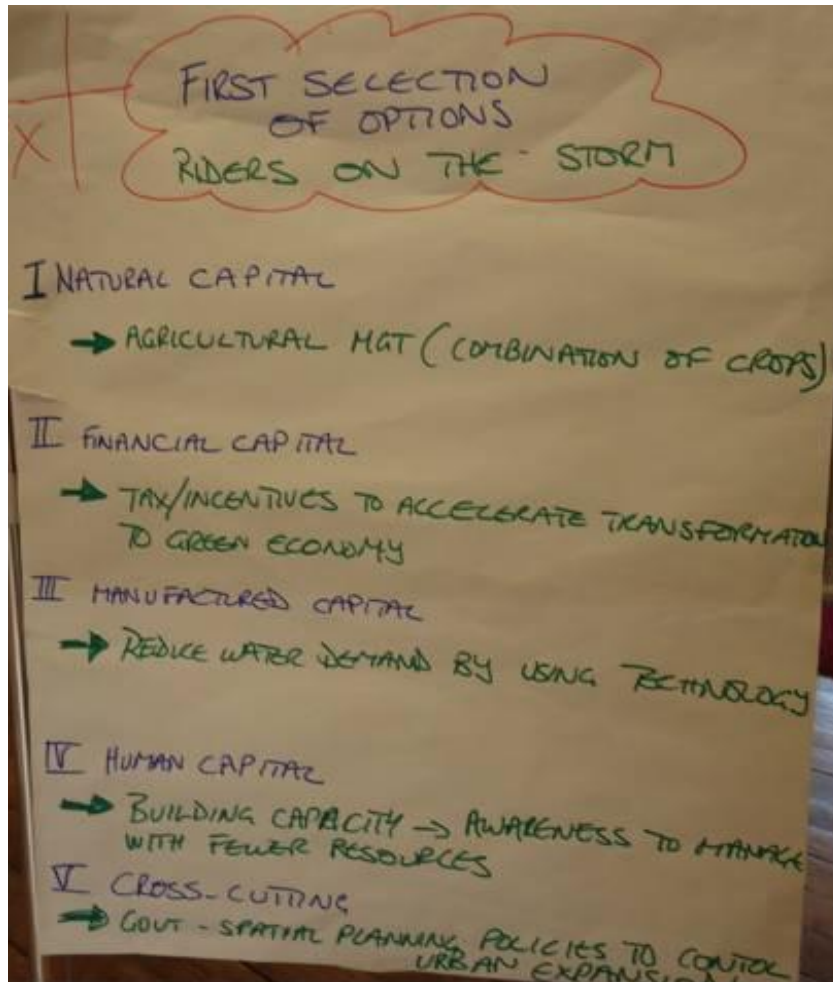 X
FIRST SELECTION
OF OPTIONS
RIDERS ON THE STORM
I NATURAL CAPITAL
→ AGRICULTURAL MGT (COMBINATION OF CROPS)
II FINANCIAL CAPITAL
→ TAX/INCENTIVES TO ACCELERATE TRANSFORMATION
TO GREEN ECONOMY
III MANUFACTURED CAPITAL
→ REDUCE WATER DEMAND BY USING TECHNOLOGY
IV HUMAN CAPITAL
→ BUILDING CAPACITY → AWARENESS TO MANAGE
WITH FEWER RESOURCES
V CROSS-CUTTING
→ GOVT - SPATIAL PLANNING POLICIES TO CONTOL
URBAN EXPANSION